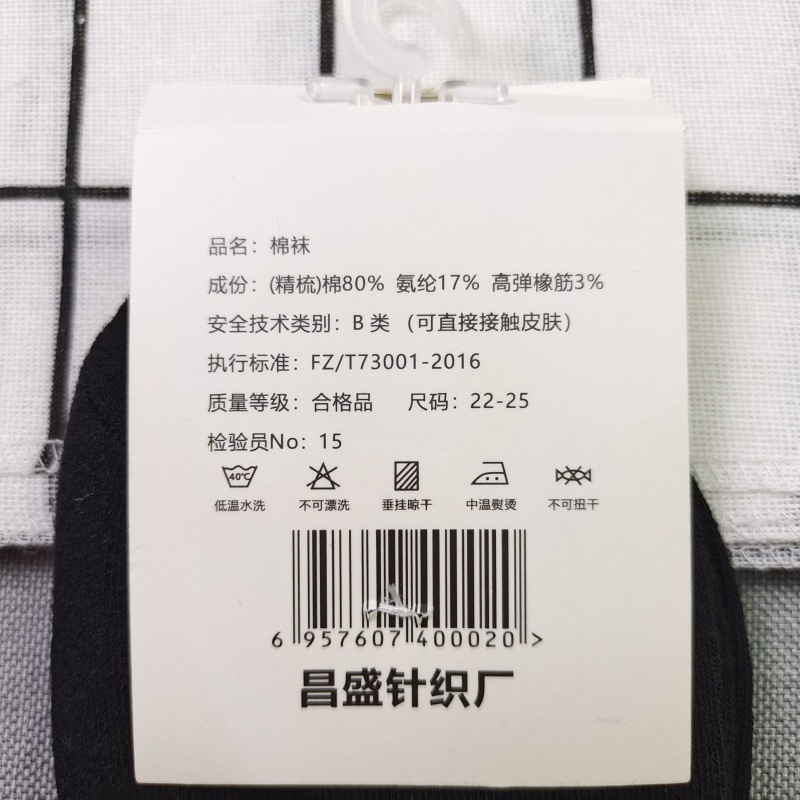 品名：棉袜
成份：(精梳)棉80% 氨纶17% 高弹橡筋3%
安全技术类别：B 类 （可直接接触皮肤）
执行标准：FZ/T73001-2016
质量等级：合格品 尺码：22-25
检验员No：15
40℃
低温水洗 不可漂洗 垂挂晾干 中温熨烫 不可扭干
6 957607 400020 >
昌盛针织厂